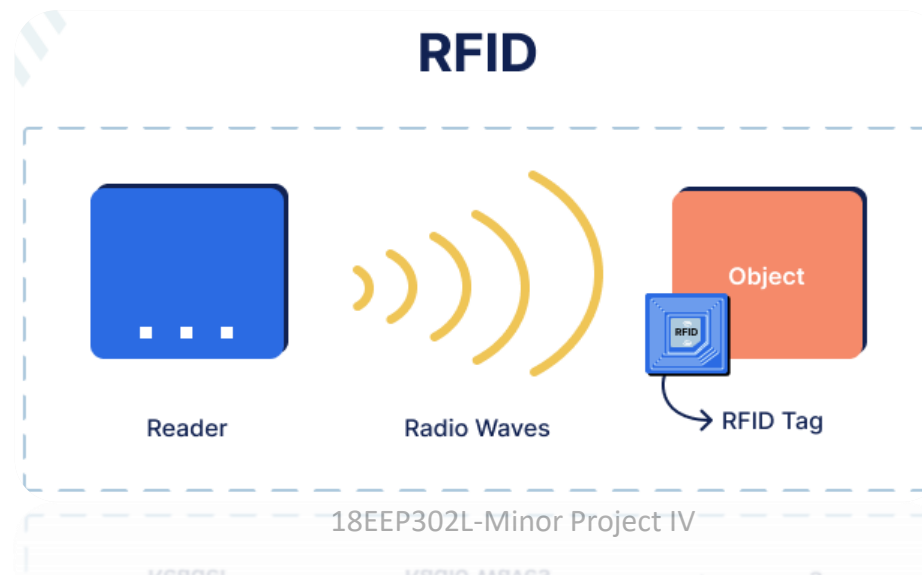 RFID
Object
RFID
Reader
Radio Waves
RFID Tag
18EEP302L-Minor Project IV